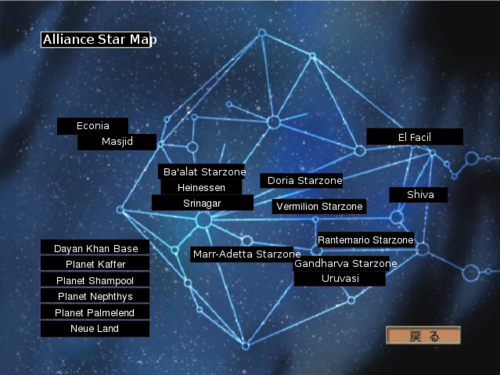 Alliance Star Map
Econia
Masjid
El Facil
Ba'alat Starzone
Heinessen
Srinagar
Doria Starzone
Shiva
Vermilion Starzone
Rantemario Starzone
Marr-Adetta Starzone
Gandharva Starzone
Uruvasi
Dayan Khan Base
Planet Kaffer
Planet Shampool
Planet Nephthys
Planet Palmelend
Neue Land
戻る